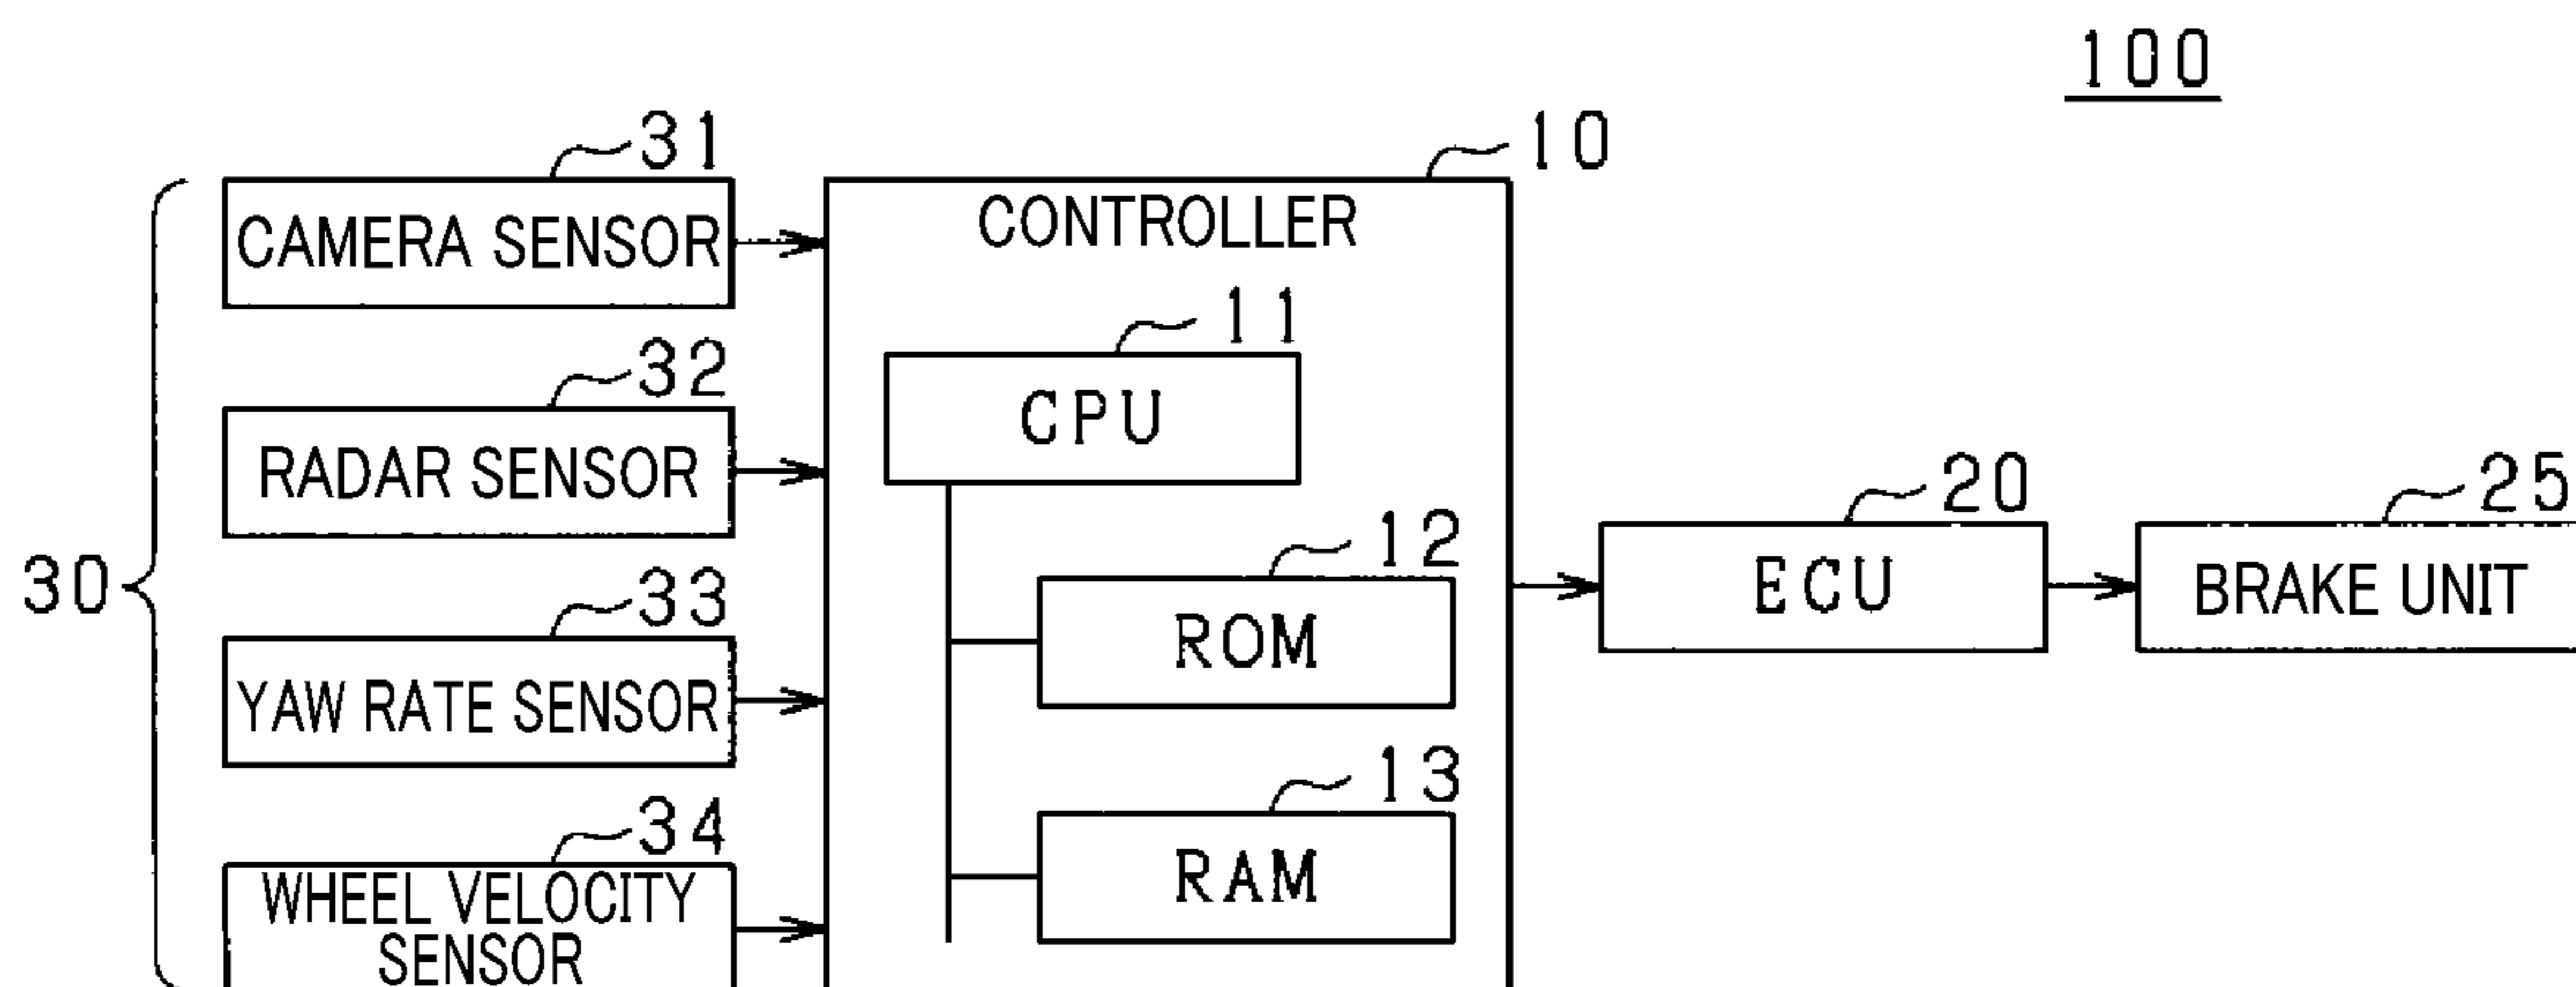 100
31
10
CAMERA SENSOR
CONTROLLER
11
32
CPU
RADAR SENSOR
20
25
12
30
33
ECU
BRAKE UNIT
ROM
YAW RATE SENSOR
13
34
RAM
WHEEL VELOCITY
SENSOR